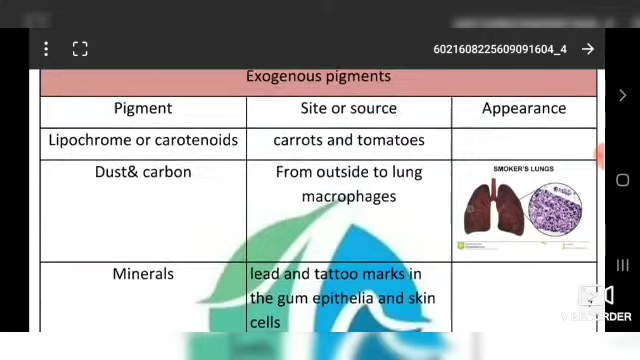 6021608225609091604_4
Exogenous pigments
Pigment Site or source Appearance
Lipochrome or carotenoids carrots and tomatoes
Dust& carbon From outside to lung
macrophages
SMOKER'S LUNGS
Minerals lead and tattoo marks in
the gum epithelia and skin
cells
V RECORDER